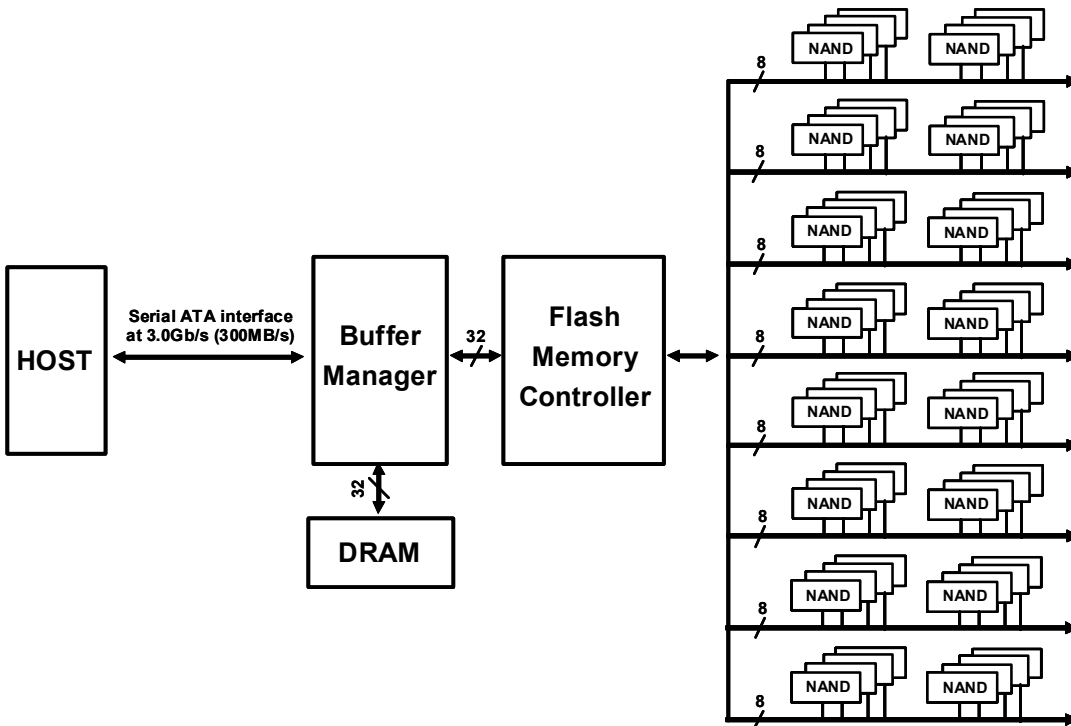 HOST
Serial ATA interface
at 3.0Gb/s (300MB/s)
Buffer
Manager
32
32
DRAM
Flash
Memory
Controller
NAND NAND
8
NAND NAND
8
NAND NAND
8
NAND NAND
8
NAND NAND
8
NAND NAND
8
NAND NAND
8
NAND NAND
8